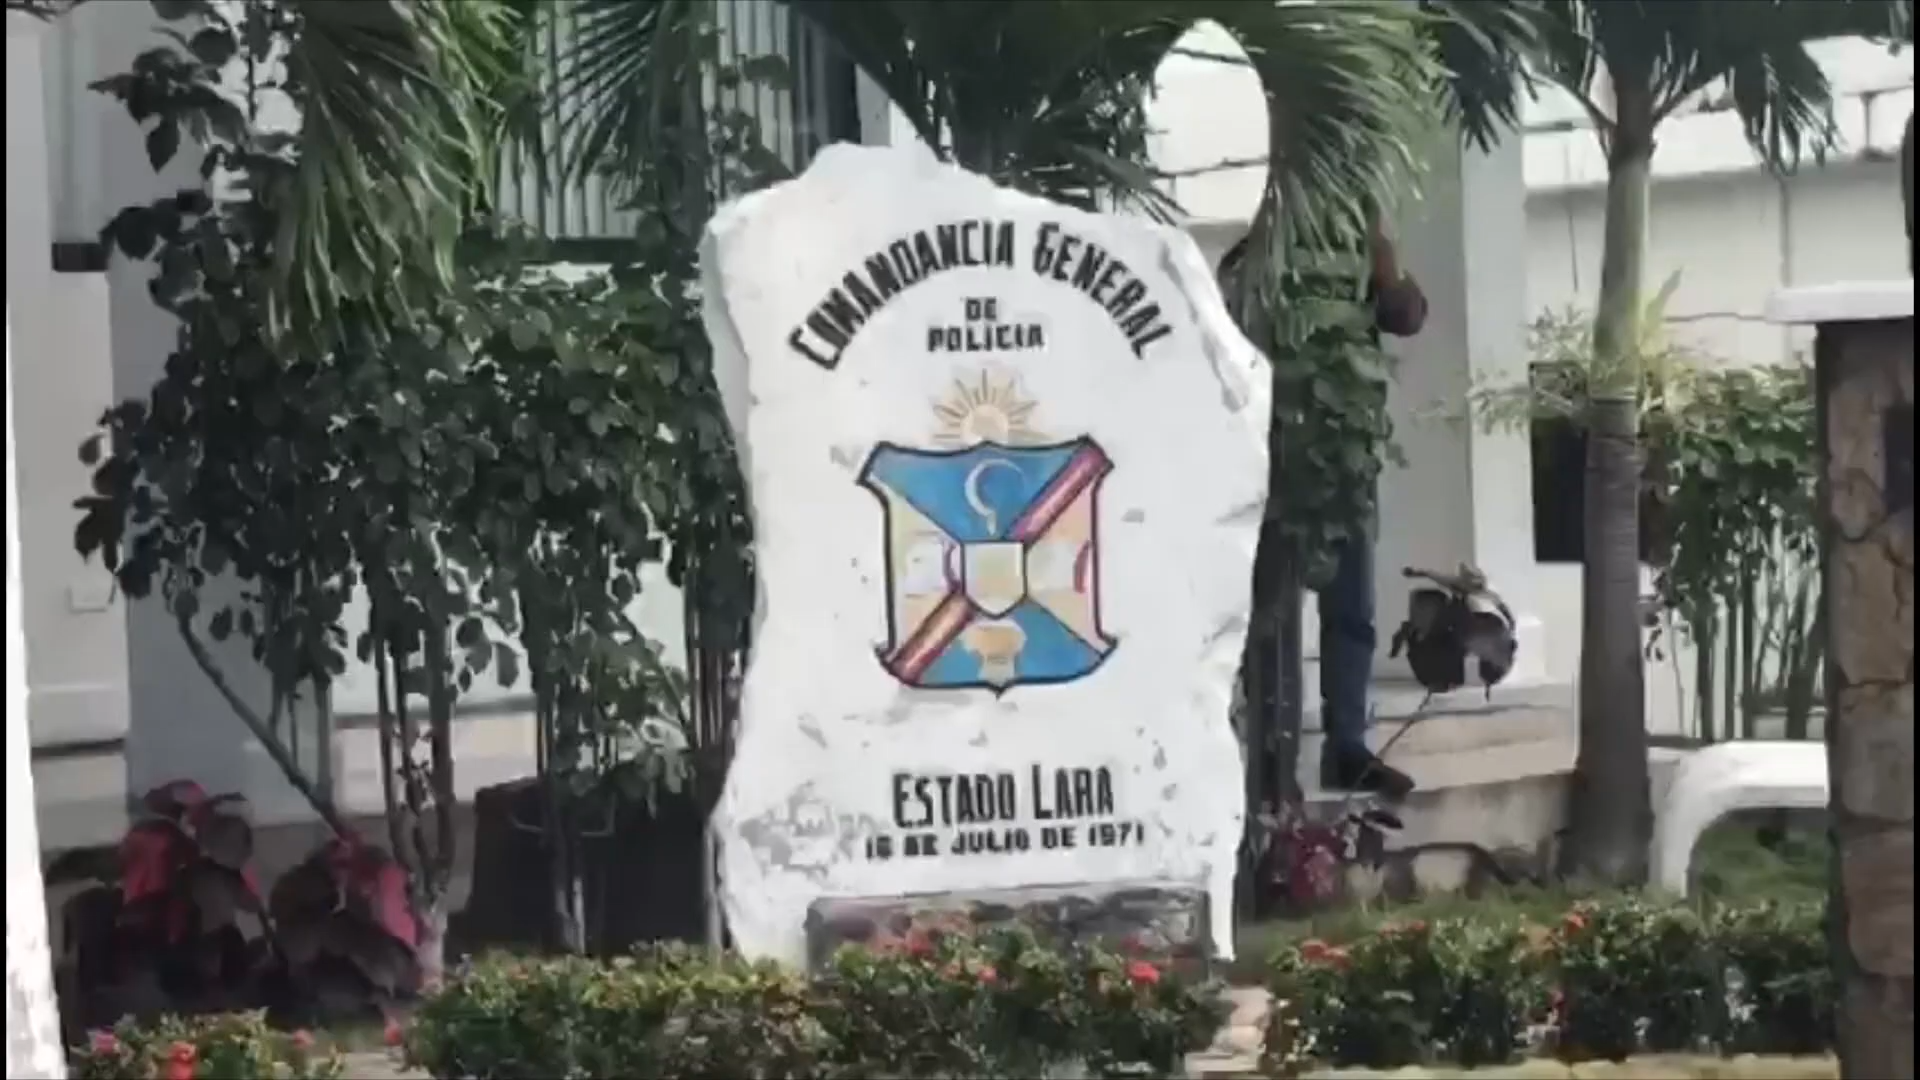 COMANDANCIA GENERAL
DE
POLICIA
ESTADO LARA
16 DE JULIO DE 1971